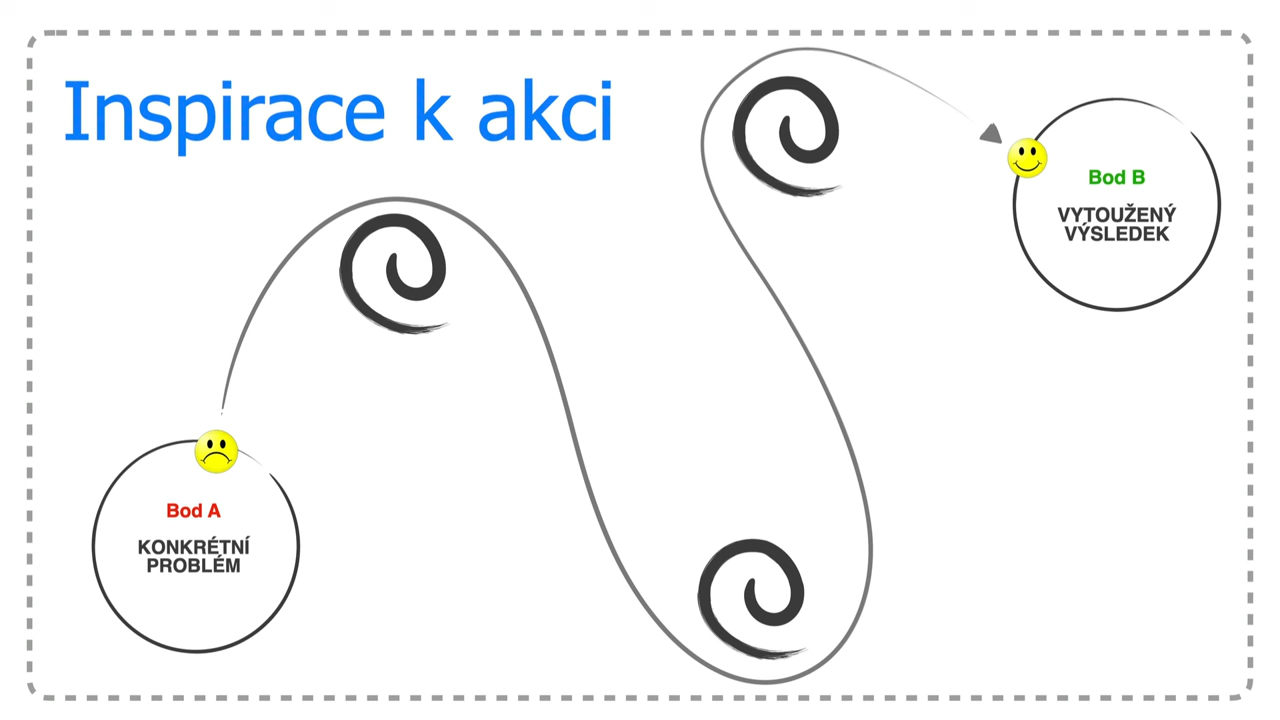 Inspirace k akci
Bod B
VYTOUŽENÝ
VÝSLEDEK
Bod A
KONKRÉTNÍ
PROBLÉM